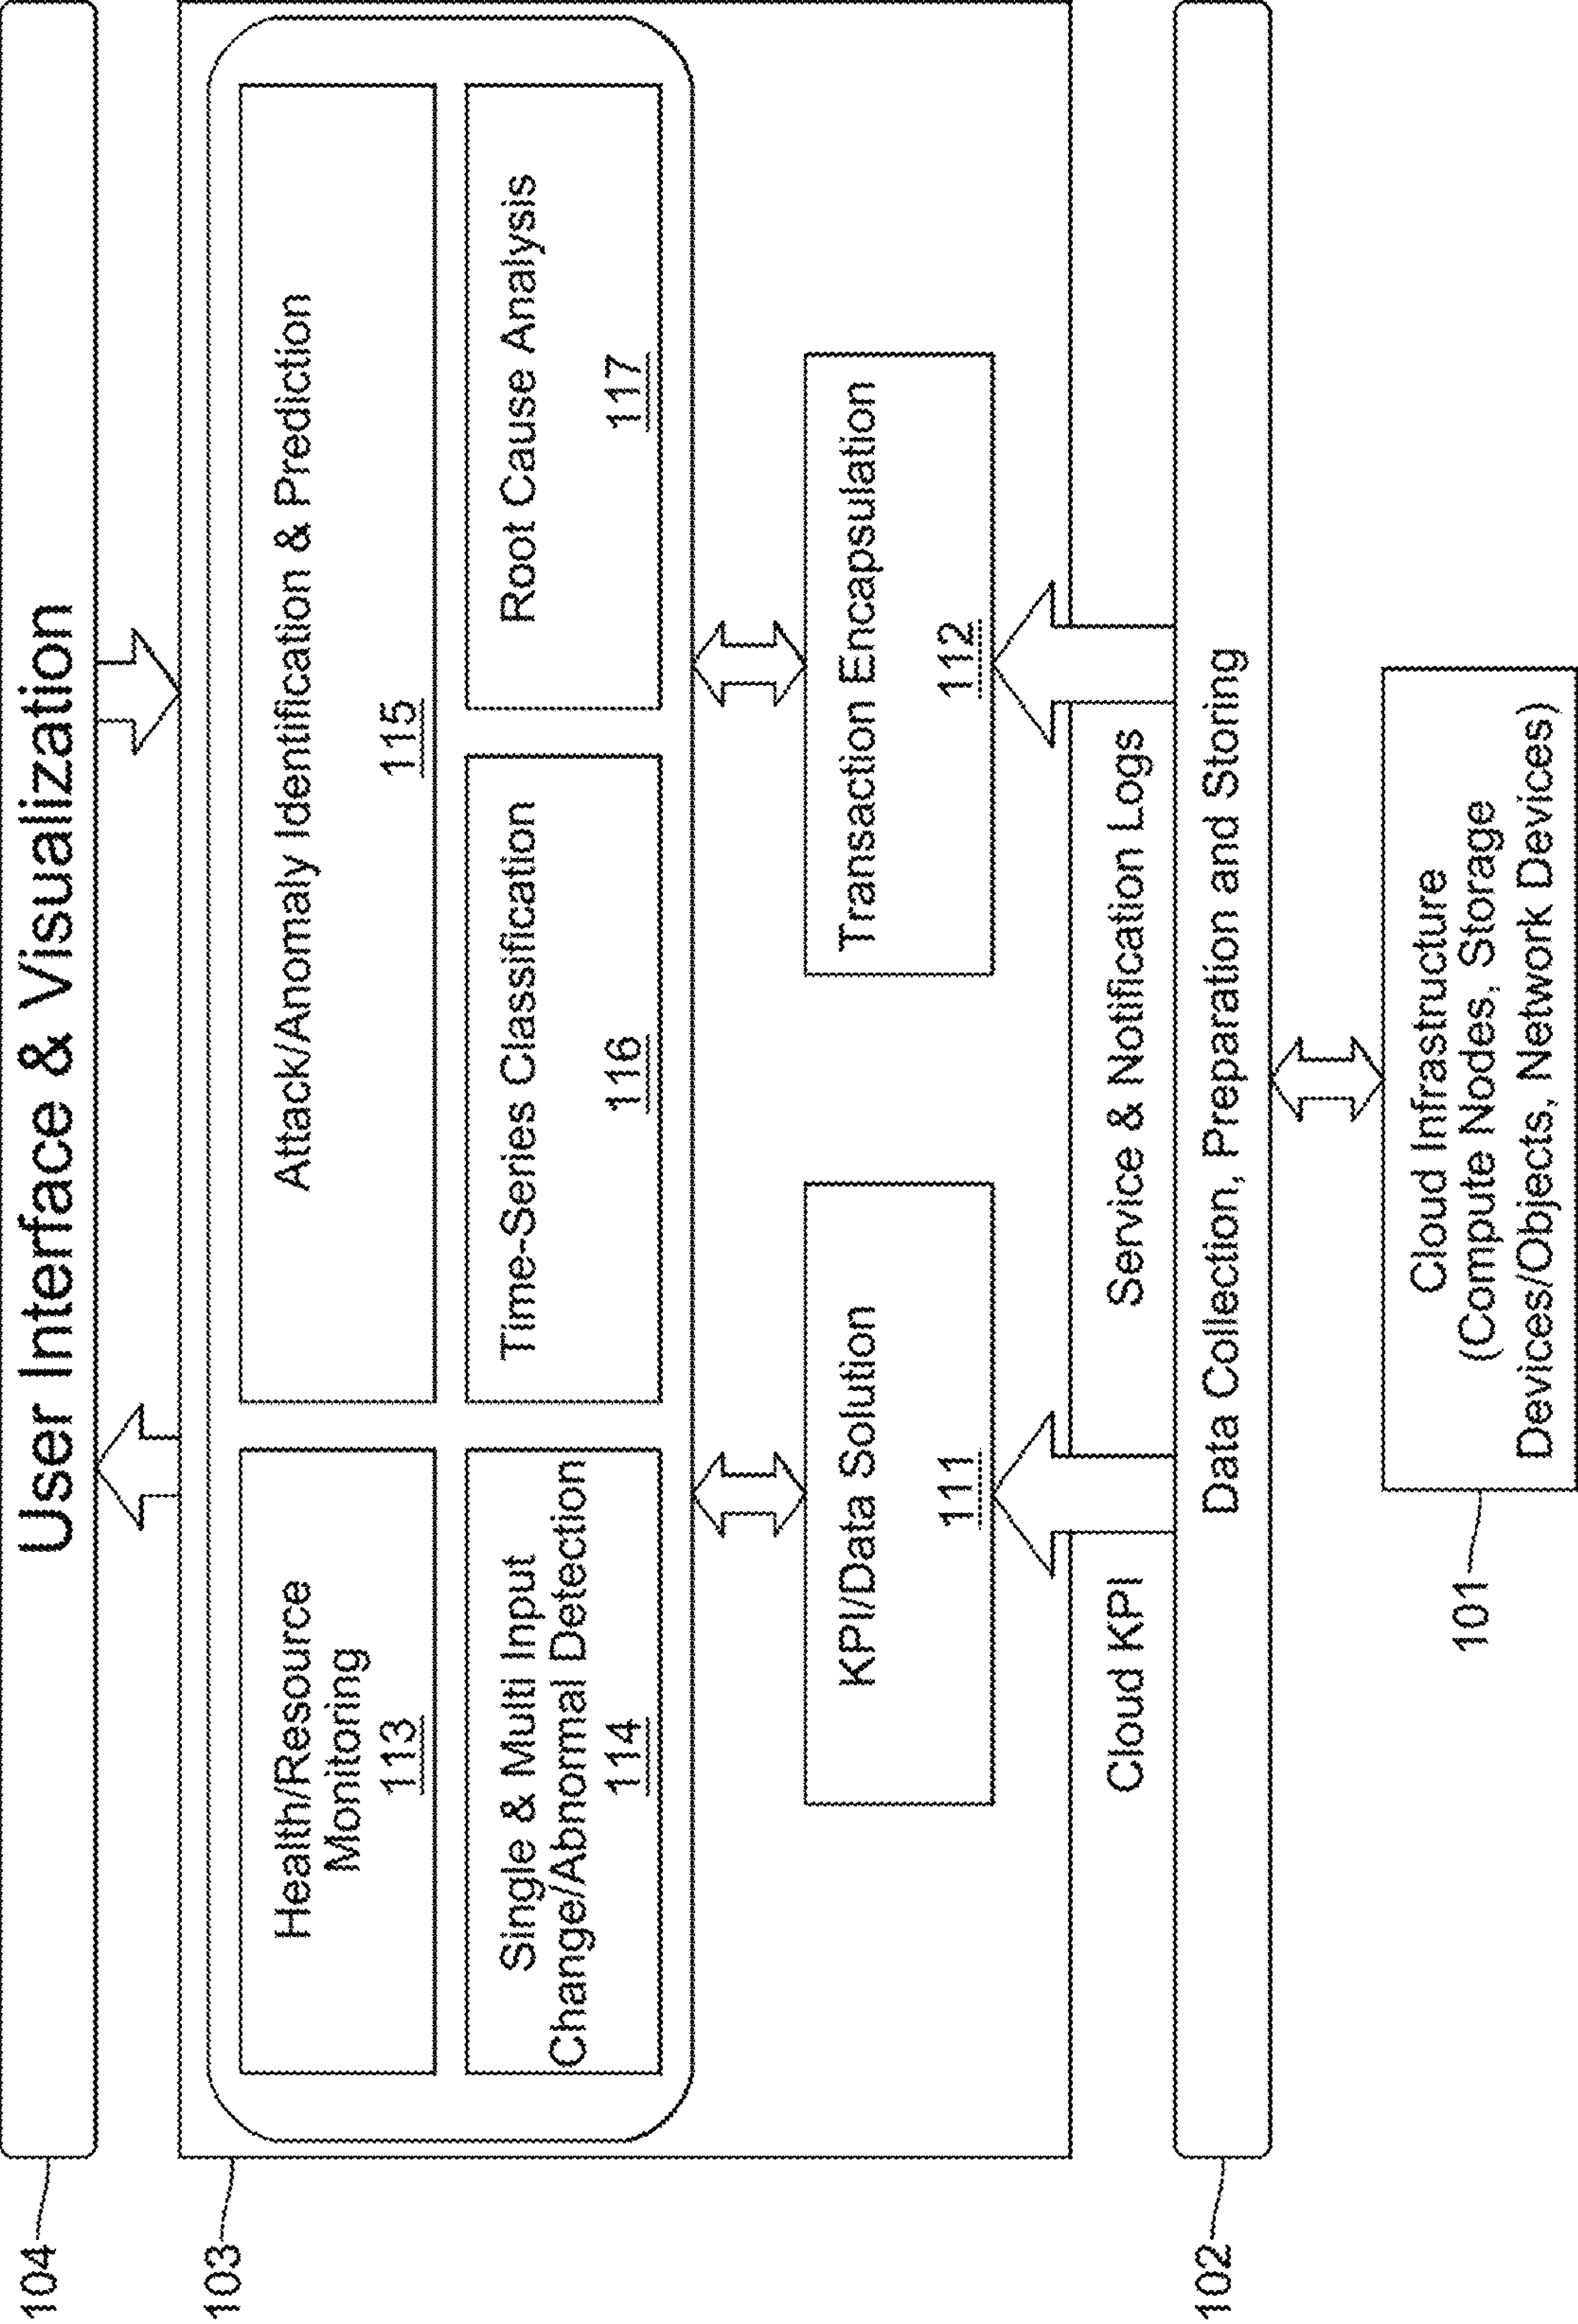 104
User Interface & Visualization
103
Health/Resource
Monitoring
113
Attack/Anomaly Identification & Prediction
115
Single & Multi Input
Change/Abnormal Detection
114
Time-Series Classification
116
Root Cause Analysis
117
KPI/Data Solution
111
Transaction Encapsulation
112
Cloud KPI
Service & Notification Logs
102
Data Collection, Preparation and Storing
101
Cloud Infrastructure
(Compute Nodes, Storage
Devices/Objects, Network Devices)